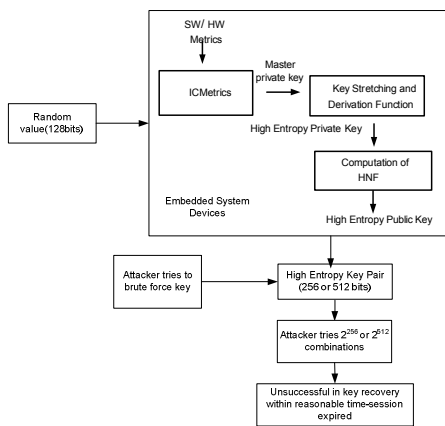 SW/ HW
Metrics
Master
private key
ICMetrics
Key Stretching and
Derivation Function
Random
value(128bits)
High Entropy Private Key
Computation of
HNF
Embedded System
Devices
High Entropy Public Key
Attacker tries to
brute force key
High Entropy Key Pair
(256 or 512 bits)
Attacker tries 2^256 or 2^512
combinations
Unsuccessful in key recovery
within reasonable time-session
expired